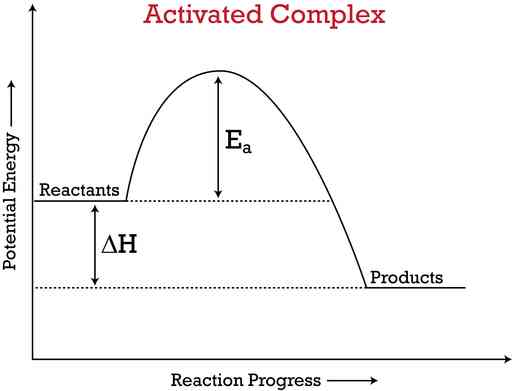 Activated Complex
Potential Energy
Eₐ
Reactants
ΔH
Products
Reaction Progress